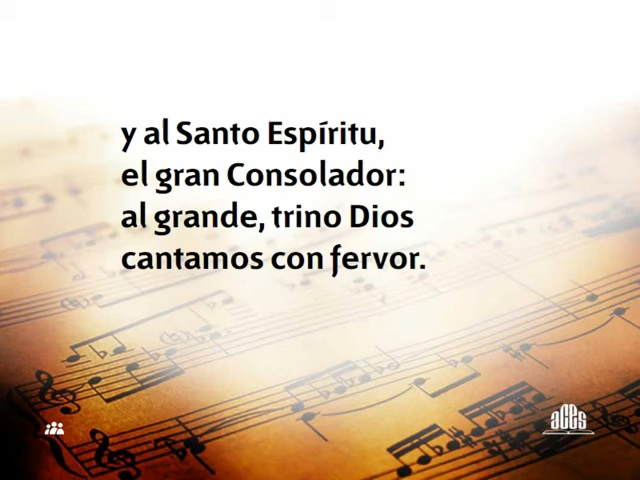 y al Santo Espíritu,
el gran Consolador:
al grande, trino Dios
cantamos con fervor.
aces